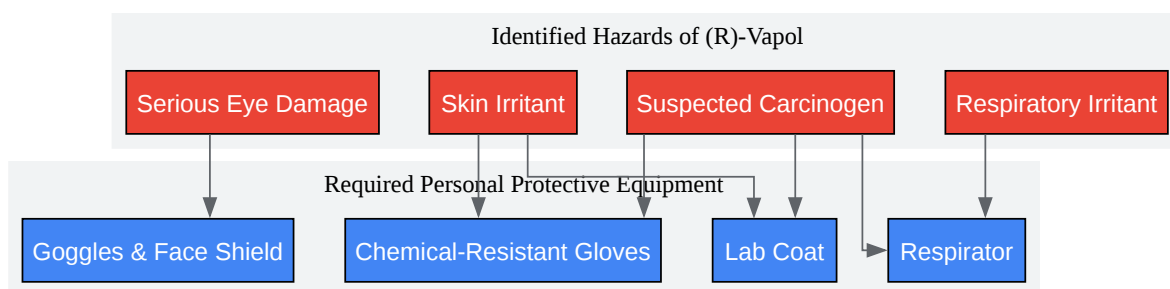 Identified Hazards of (R)-Vapol
Serious Eye Damage
Skin Irritant
Suspected Carcinogen
Respiratory Irritant
Required Personal Protective Equipment
Goggles & Face Shield
Chemical-Resistant Gloves
Lab Coat
Respirator